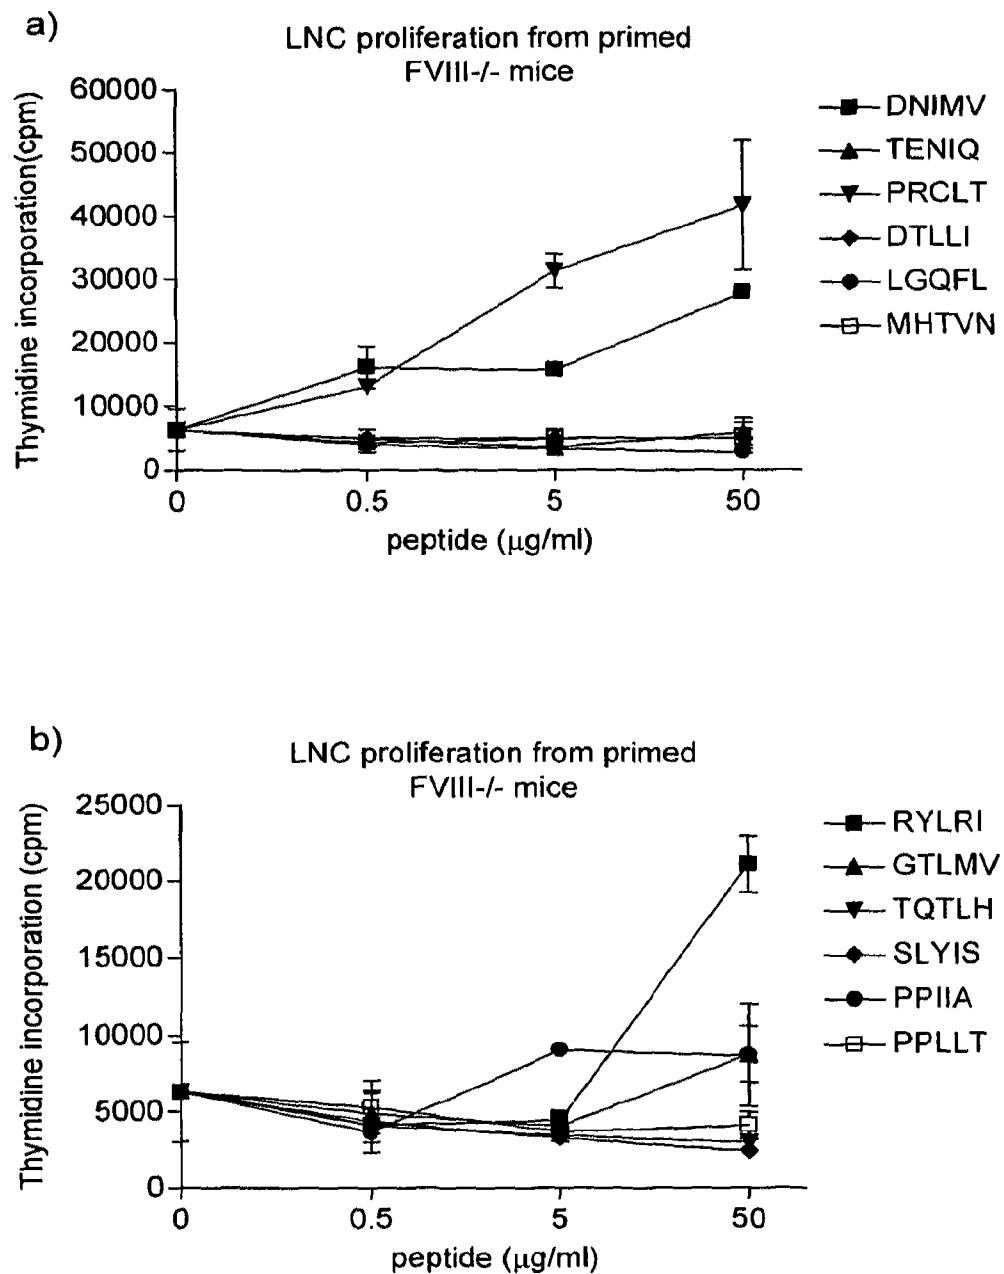 a)
LNC proliferation from primed
FVIII-/- mice
Thymidine incorporation(cpm)
60000
50000
40000
30000
20000
10000
0
0 0.5 5 50
peptide (μg/ml)
DNIMV
TENIQ
PRCLT
DTLLI
LGQFL
MHTVN
b)
LNC proliferation from primed
FVIII-/- mice
Thymidine incorporation (cpm)
25000
20000
15000
10000
5000
0
0 0.5 5 50
peptide (μg/ml)
RYLRI
GTLMV
TQTLH
SLYIS
PPIIA
PPLLT